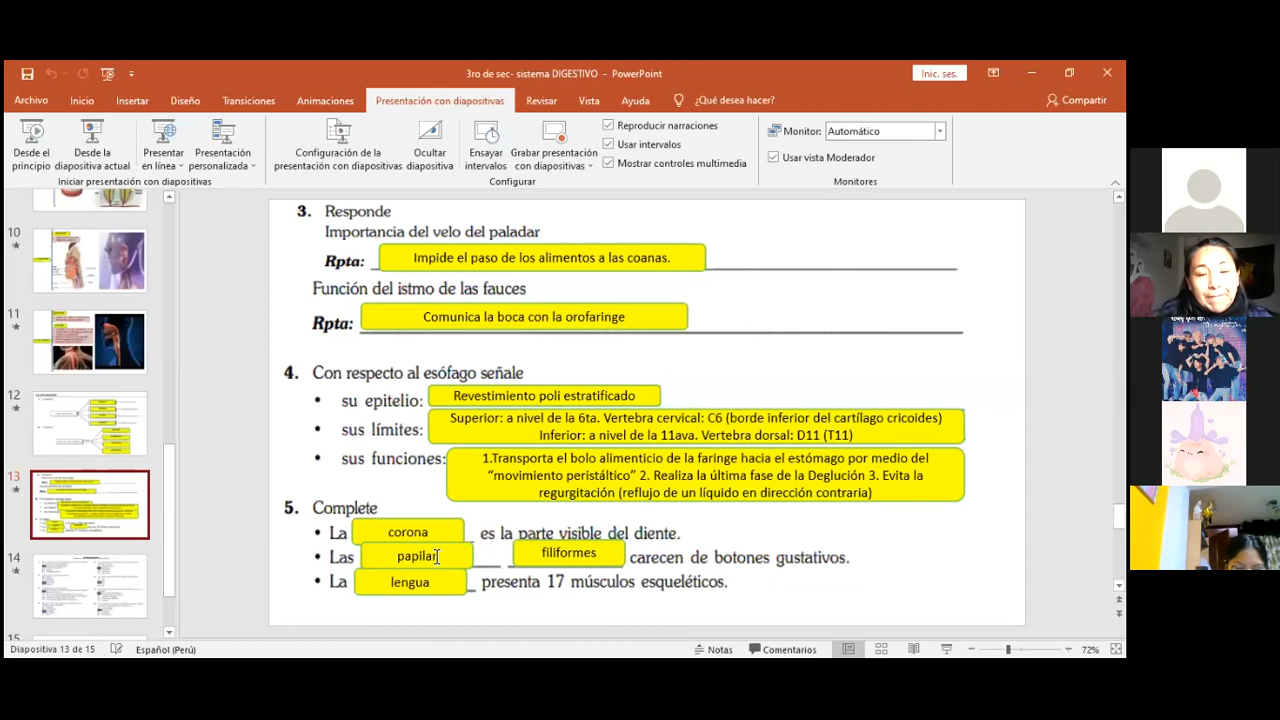 3ro de sec- sistema DIGESTIVO - PowerPoint
Inic. ses.
Archivo Inicio Insertar Diseño Transiciones Animaciones Presentación con diapositivas Revisar Vista Ayuda ¿Qué desea hacer? Compartir
Desde el principio
Desde la diapositiva actual
Presentar en línea
Presentación personalizada
Iniciar presentación con diapositivas
Configuración de la presentación con diapositivas
Ocultar diapositiva
Ensayar intervalos
Grabar presentación con diapositivas
Reproducir narraciones
Usar intervalos
Mostrar controles multimedia
Configurar
Monitor: Automático
Usar vista Moderador
Monitores
10
11
12
13
14
15
3. Responde
Importancia del velo del paladar
Rpta: Impide el paso de los alimentos a las coanas.
Función del istmo de las fauces
Rpta: Comunica la boca con la orofaringe
4. Con respecto al esófago señale
• su epitelio: Revestimiento poli estratificado
• sus límites: Superior: a nivel de la 6ta. Vertebra cervical: C6 (borde inferior del cartílago cricoides)
Inferior: a nivel de la 11ava. Vertebra dorsal: D11 (T11)
• sus funciones: 1.Transporta el bolo alimenticio de la faringe hacia el estómago por medio del
“movimiento peristáltico” 2. Realiza la última fase de la Deglución 3. Evita la
regurgitación (reflujo de un líquido en dirección contraria)
5. Complete
• La corona es la parte visible del diente.
• Las papilar filiformes carecen de botones gustativos.
• La lengua presenta 17 músculos esqueléticos.
Diapositiva 13 de 15 Español (Perú) Notas Comentarios 72%